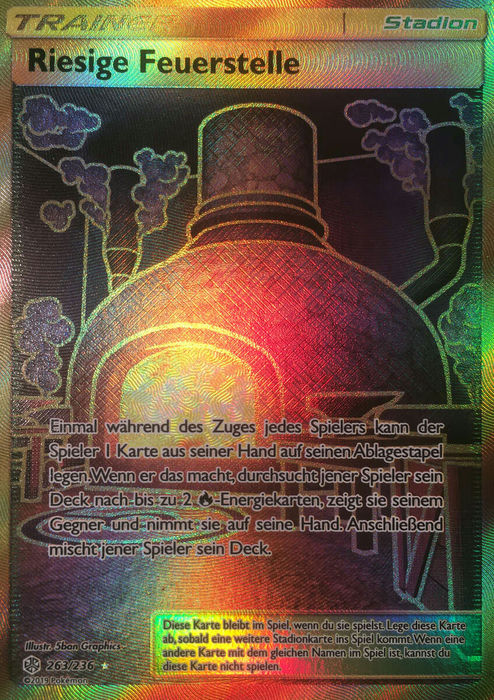 TRAINER
Stadion
Riesige Feuerstelle
Einmal während des Zuges jedes Spielers kann der
Spieler 1 Karte aus seiner Hand auf seinen Ablagestapel
legen. Wenn er das macht, durchsucht jener Spieler sein
Deck nach bis zu 2 -Energiekarten, zeigt sie seinem
Gegner und nimmt sie auf seine Hand. Anschließend
mischt jener Spieler sein Deck.
Diese Karte bleibt im Spiel, wenn du sie spielst. Lege diese Karte
ab, sobald eine weitere Stadionkarte ins Spiel kommt. Wenn eine
andere Karte mit dem gleichen Namen im Spiel ist, kannst du
diese Karte nicht spielen.
Illustr. 5ban Graphics
263/236
©2019 Pokémon